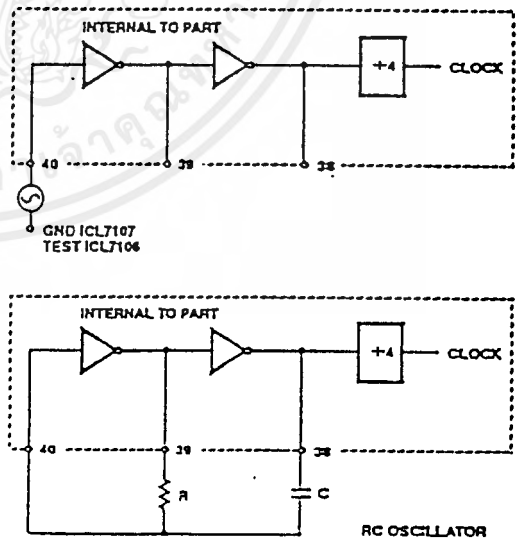 INTERNAL TO PART
÷4
CLOCK
40
39
38
GND ICL7107
TEST ICL7106
INTERNAL TO PART
÷4
CLOCK
40
39
38
R
C
RC OSCILLATOR